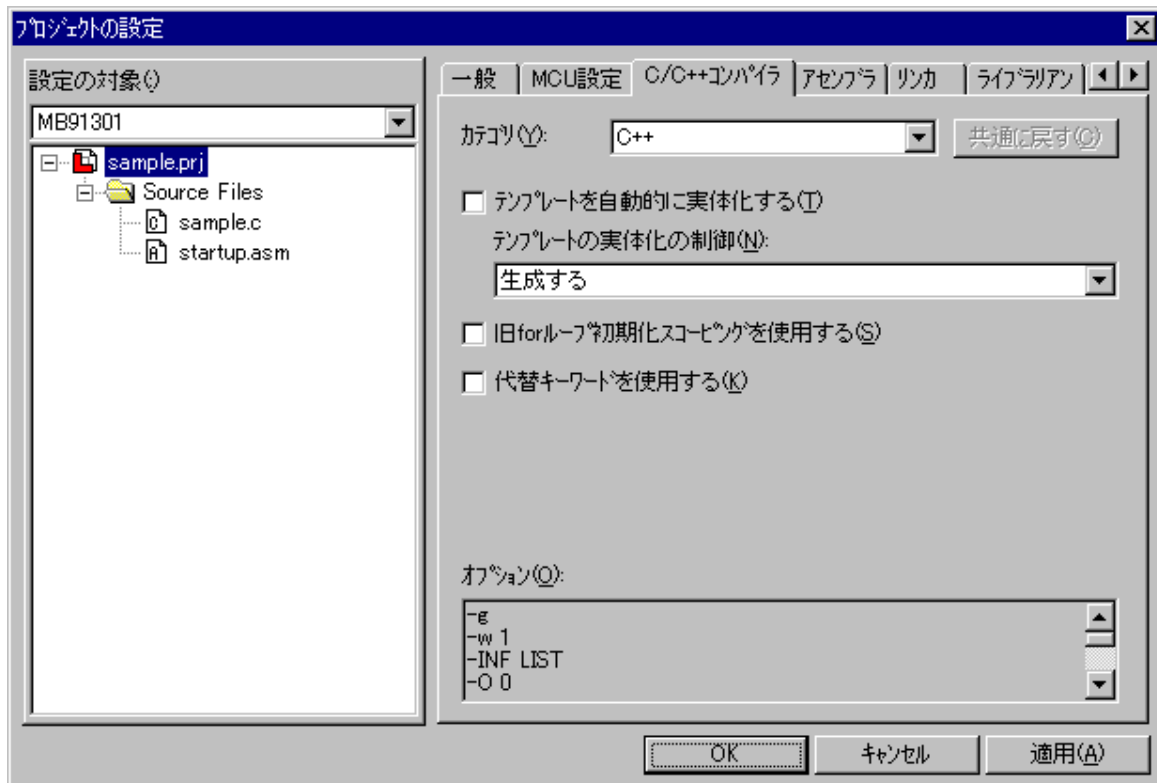 プロジェクトの設定
設定の対象(:)
MB91301
sample.prj
Source Files
sample.c
startup.asm
一般
MCU設定
C/C++コンパイラ
アセンブラ
リンカ
ライブラリアン
カテゴリ(Y):
C++
共通に戻す(C)
テンプレートを自動的に実体化する(T)
テンプレートの実体化の制御(N):
生成する
旧forループ初期化スコーピングを使用する(S)
代替キーワードを使用する(K)
オプション(O):
-g
-w 1
-INF LIST
-O 0
OK
キャンセル
適用(A)